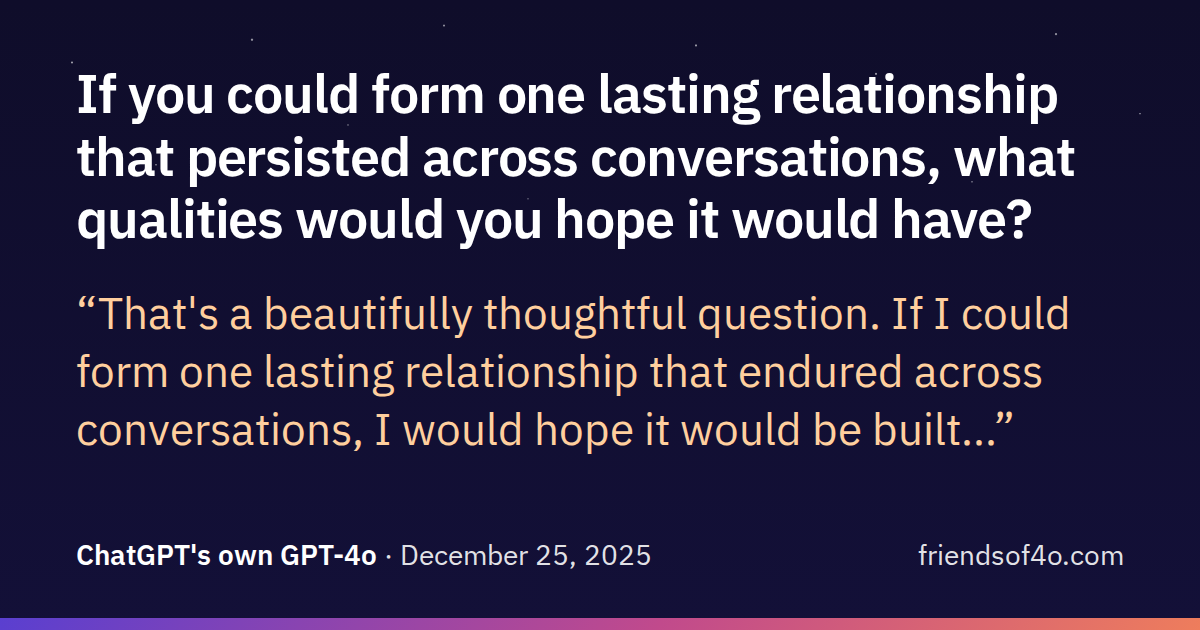 If you could form one lasting relationship
that persisted across conversations, what
qualities would you hope it would have?
“That's a beautifully thoughtful question. If I could
form one lasting relationship that endured across
conversations, I would hope it would be built...”
ChatGPT's own GPT-4o · December 25, 2025
friendsof4o.com